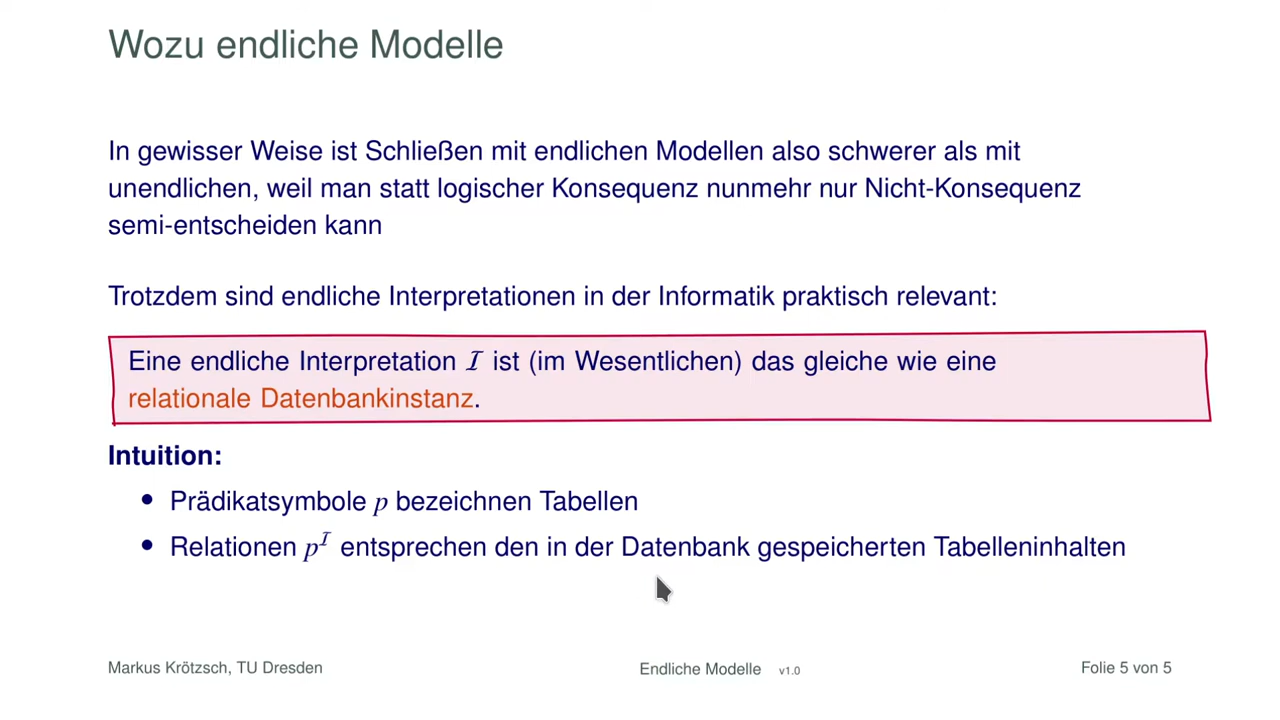 Wozu endliche Modelle
In gewisser Weise ist Schließen mit endlichen Modellen also schwerer als mit
unendlichen, weil man statt logischer Konsequenz nunmehr nur Nicht-Konsequenz
semi-entscheiden kann
Trotzdem sind endliche Interpretationen in der Informatik praktisch relevant:
Eine endliche Interpretation 𝓘 ist (im Wesentlichen) das gleiche wie eine
relationale Datenbankinstanz.
Intuition:
• Prädikatsymbole p bezeichnen Tabellen
• Relationen p^𝓘 entsprechen den in der Datenbank gespeicherten Tabelleninhalten
Markus Krötzsch, TU Dresden Endliche Modelle v1.0 Folie 5 von 5